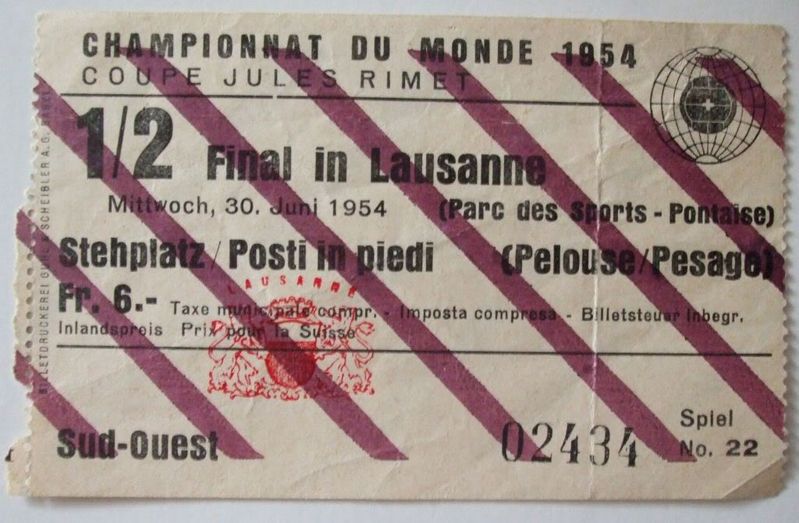 CHAMPIONNAT DU MONDE 1954
COUPE JULES RIMET
1/2 Final in Lausanne
Mittwoch, 30. Juni 1954 (Parc des Sports - Pontaise)
Stehplatz/Posti in piedi (Pelouse/Pesage)
LAUSANNE
Fr. 6.- Taxe municipale compr. - Imposta compresa - Billetsteuer inbegr.
Inlandspreis Prix pour la Suisse
Sud-Ouest
02434
Spiel
No. 22
BILLETDRUCKEREI & SCHEIBLER A.G.